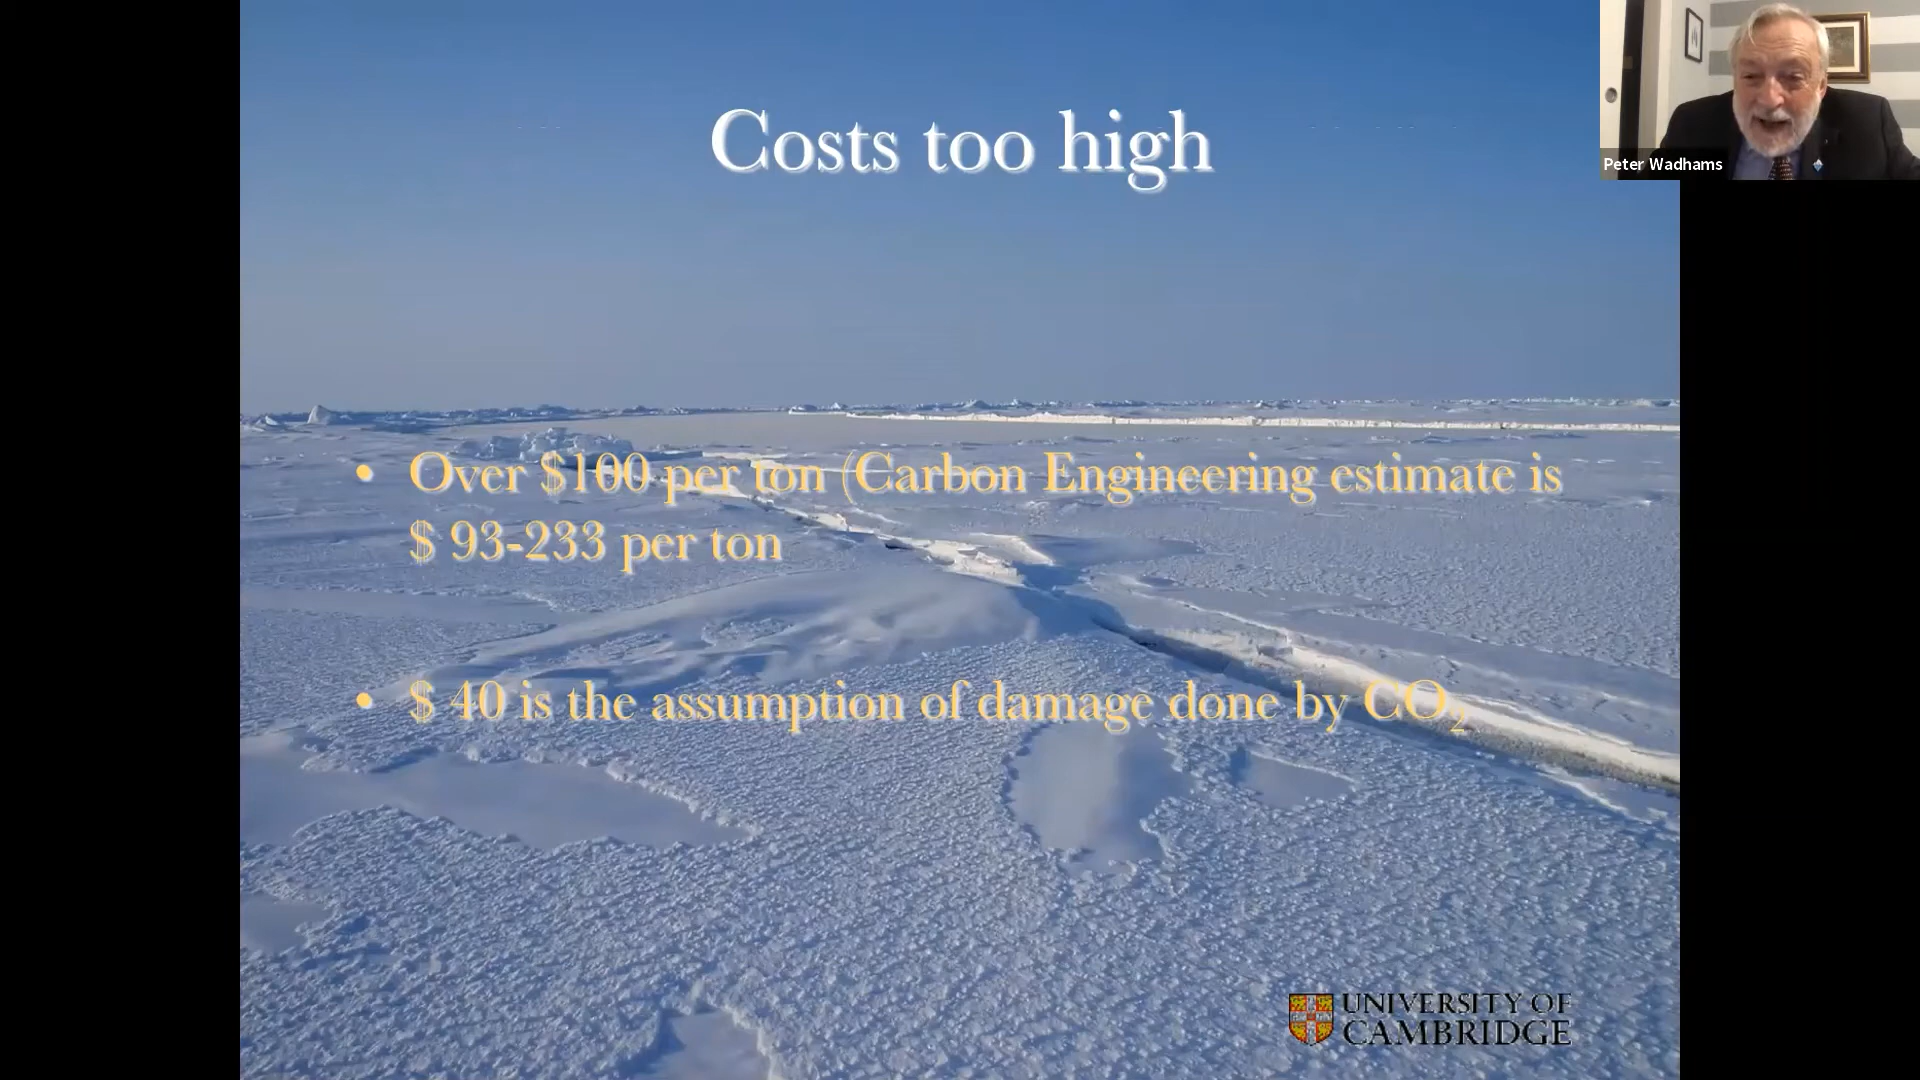 Costs too high
Peter Wadhams
• Over $100 per ton (Carbon Engineering estimate is
$ 93-233 per ton
• $ 40 is the assumption of damage done by CO₂
UNIVERSITY OF
CAMBRIDGE